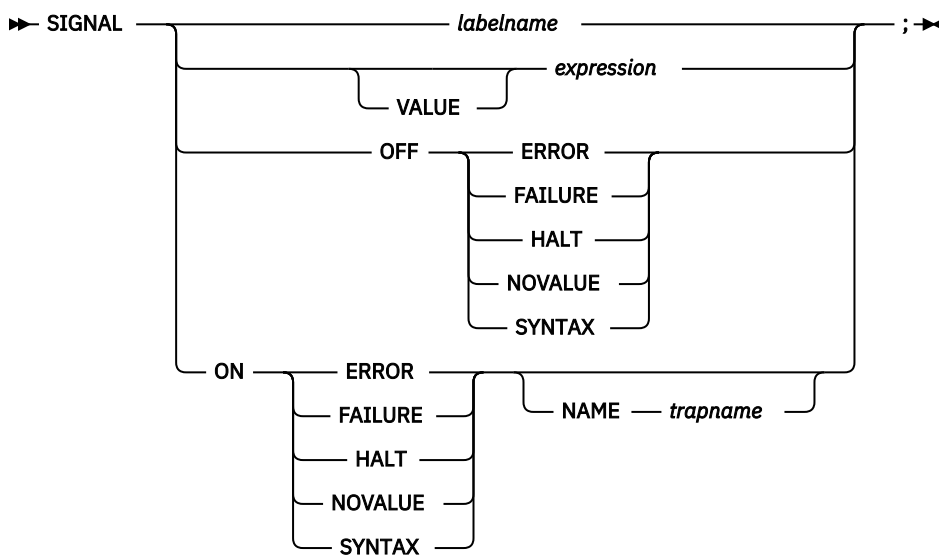 SIGNAL labelname ;
expression
VALUE
OFF ERROR
FAILURE
HALT
NOVALUE
SYNTAX
ON ERROR
FAILURE NAME trapname
HALT
NOVALUE
SYNTAX